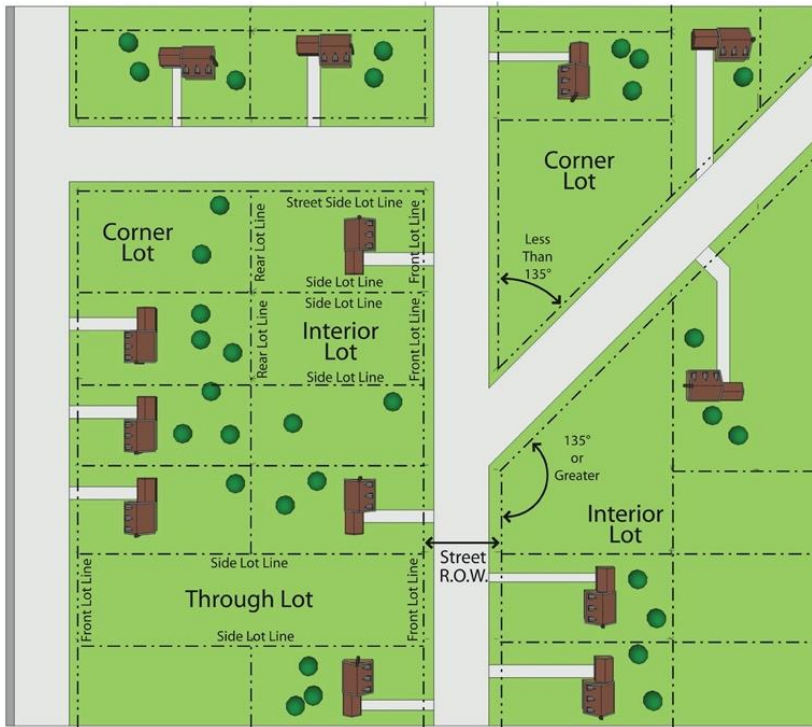 Corner
Lot
Street Side Lot Line
Rear Lot Line
Front Lot Line
Side Lot Line
Side Lot Line
Rear Lot Line
Interior
Lot
Front Lot Line
Side Lot Line
Side Lot Line
Front Lot Line
Through Lot
Front Lot Line
Side Lot Line
Corner
Lot
Less
Than
135°
135°
or
Greater
Interior
Lot
Street
R.O.W.